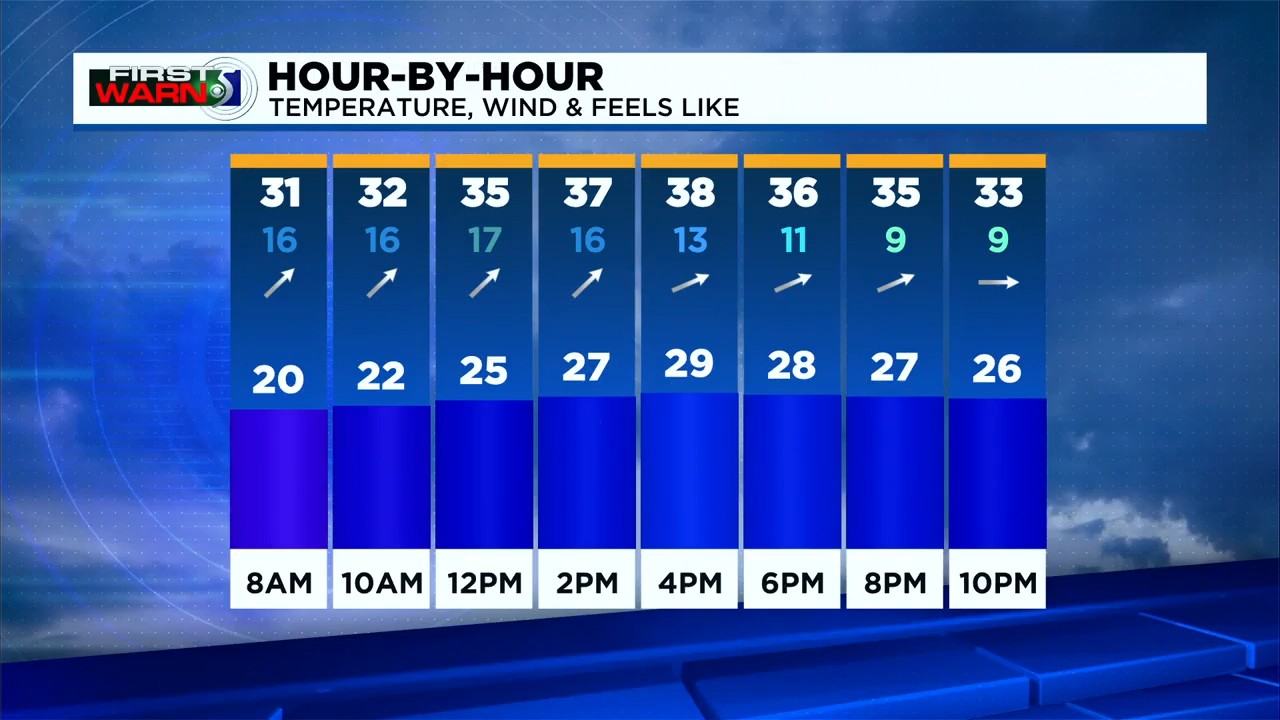 FIRST
WARN 5
HOUR-BY-HOUR
TEMPERATURE, WIND & FEELS LIKE
31 32 35 37 38 36 35 33
16 16 17 16 13 11 9 9
20 22 25 27 29 28 27 26
8AM 10AM 12PM 2PM 4PM 6PM 8PM 10PM